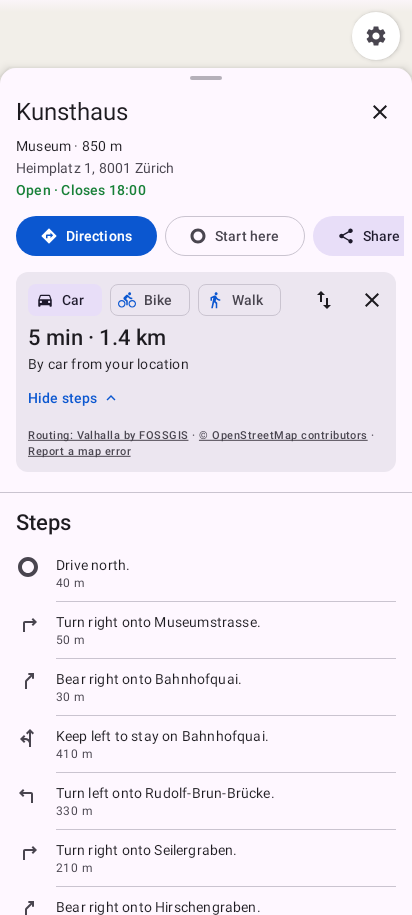 Kunsthaus
Museum · 850 m
Heimplatz 1, 8001 Zürich
Open · Closes 18:00
Directions
Start here
Share
Car
Bike
Walk
5 min · 1.4 km
By car from your location
Hide steps
Routing: Valhalla by FOSSGIS · © OpenStreetMap contributors ·
Report a map error
Steps
Drive north.
40 m
Turn right onto Museumstrasse.
50 m
Bear right onto Bahnhofquai.
30 m
Keep left to stay on Bahnhofquai.
410 m
Turn left onto Rudolf-Brun-Brücke.
330 m
Turn right onto Seilergraben.
210 m
Bear right onto Hirschengraben.